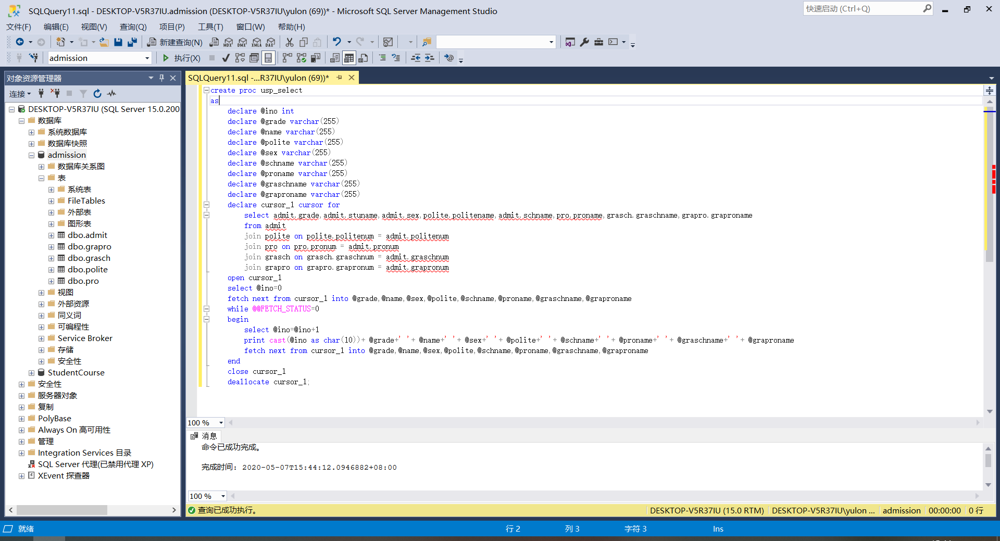 SQLQuery11.sql - DESKTOP-V5R37IU.admission (DESKTOP-V5R37IU\yulon (69))* - Microsoft SQL Server Management Studio
快速启动 (Ctrl+Q)
文件(F) 编辑(E) 视图(V) 查询(Q) 项目(P) 工具(T) 窗口(W) 帮助(H)
新建查询(N) MDX DMX XMLA DAX
admission 执行(X)
对象资源管理器
连接
DESKTOP-V5R37IU (SQL Server 15.0.200
数据库
系统数据库
数据库快照
admission
数据库关系图
表
系统表
FileTables
外部表
图形表
dbo.admit
dbo.grapro
dbo.grasch
dbo.polite
dbo.pro
视图
外部资源
同义词
可编程性
Service Broker
存储
安全性
StudentCourse
安全性
服务器对象
复制
PolyBase
Always On 高可用性
管理
Integration Services 目录
SQL Server 代理(已禁用代理 XP)
XEvent 探查器
SQLQuery11.sql -...R37IU\yulon (69))*
create proc usp_select
as
declare @ino int
declare @grade varchar(255)
declare @name varchar(255)
declare @polite varchar(255)
declare @sex varchar(255)
declare @schname varchar(255)
declare @proname varchar(255)
declare @graschname varchar(255)
declare @graproname varchar(255)
declare cursor_1 cursor for
select admit.grade,admit.stuname,admit.sex,polite.politename,admit.schname,pro.proname,grasch.graschname,grapro.graproname
from admit
join polite on polite.politenum = admit.politenum
join pro on pro.pronum = admit.pronum
join grasch on grasch.graschnum = admit.graschnum
join grapro on grapro.grapronum = admit.grapronum
open cursor_1
select @ino=0
fetch next from cursor_1 into @grade,@name,@sex,@polite,@schname,@proname,@graschname,@graproname
while @@FETCH_STATUS=0
begin
select @ino=@ino+1
print cast(@ino as char(10))+ @grade+' '+ @name+' '+ @sex+' '+ @polite+' '+ @schname+' '+ @proname+' '+ @graschname+' '+ @graproname
fetch next from cursor_1 into @grade,@name,@sex,@polite,@schname,@proname,@graschname,@graproname
end
close cursor_1
deallocate cursor_1;
100 %
消息
命令已成功完成。
完成时间: 2020-05-07T15:44:12.0946882+08:00
100 %
查询已成功执行。 DESKTOP-V5R37IU (15.0 RTM) DESKTOP-V5R37IU\yulon ... admission 00:00:00 0 行
就绪 行 2 列 3 字符 3 Ins